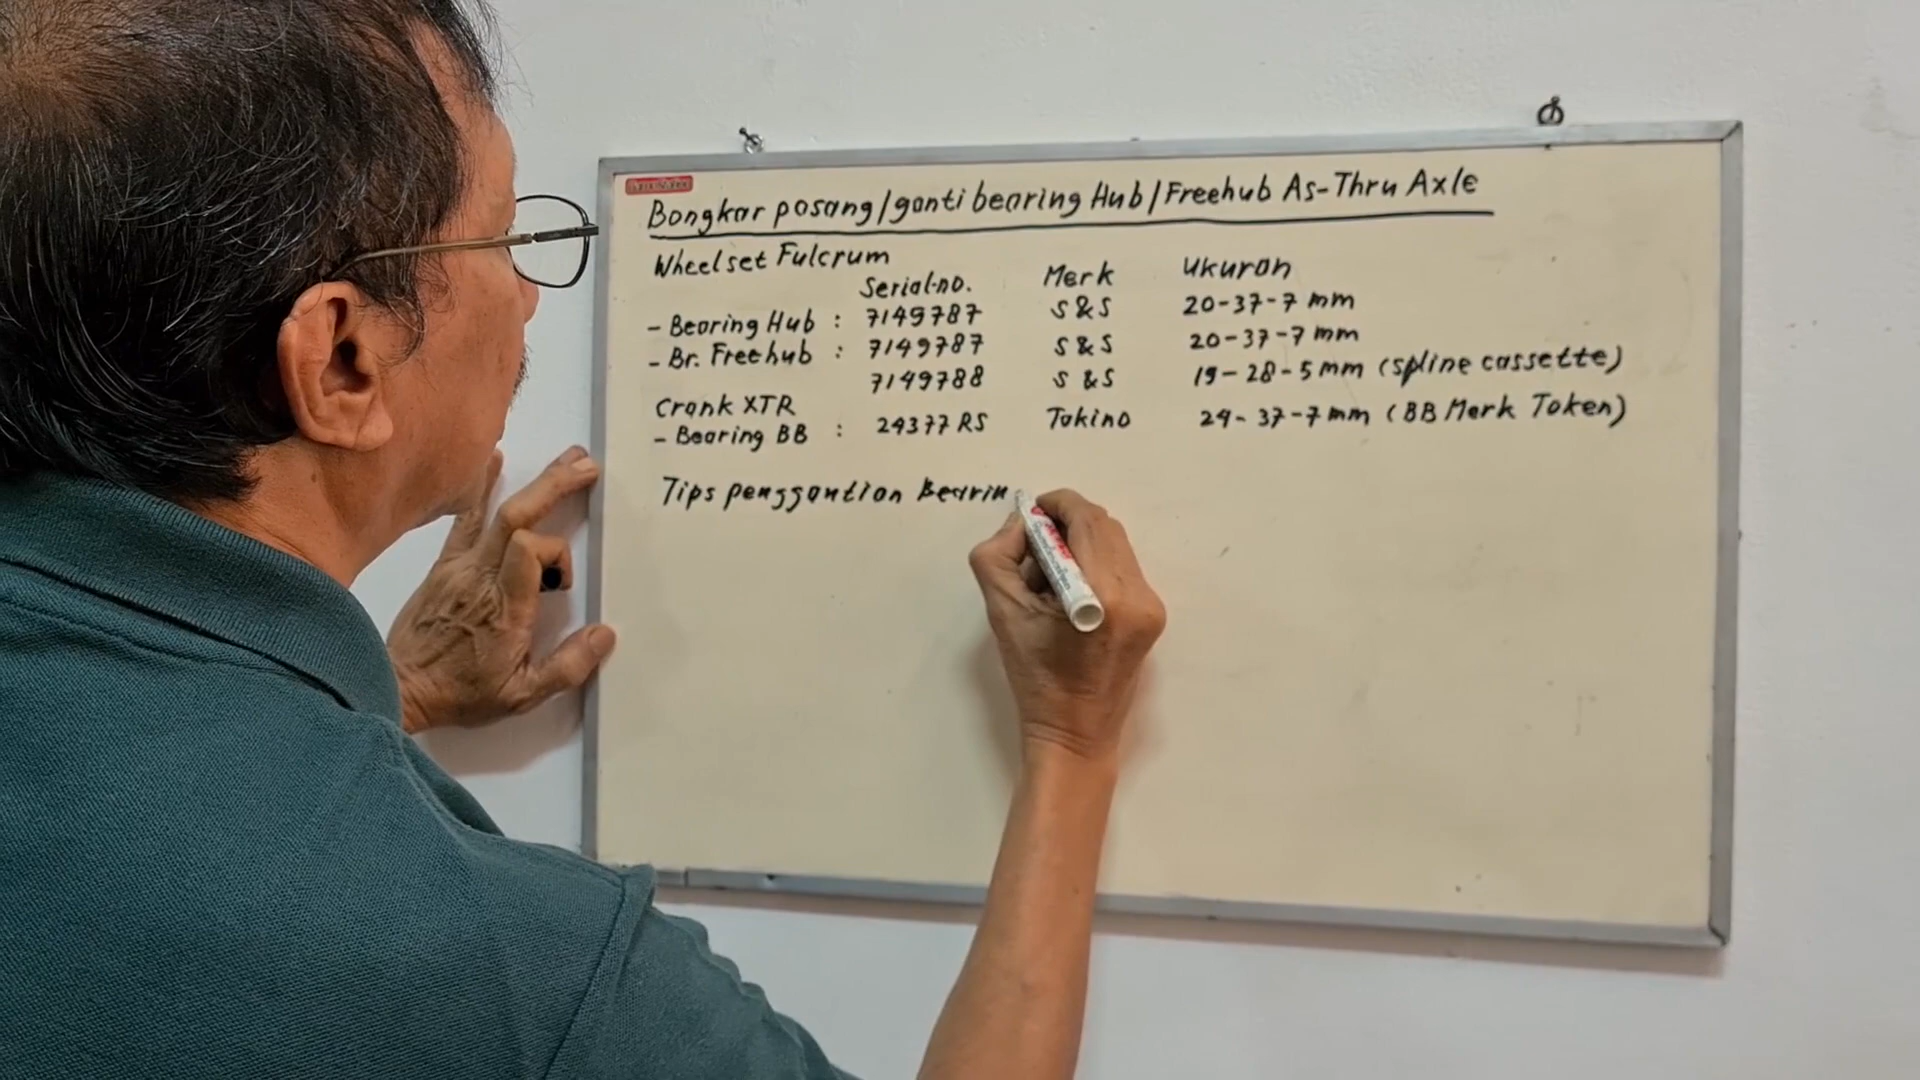 Bongkar pasang/ganti bearing Hub/Freehub As-Thru Axle
Wheelset Fulcrum
Serial-no. Merk Ukuran
- Bearing Hub : 7149787 S&S 20-37-7 mm
- Br. Freehub : 7149787 S&S 20-37-7 mm
7149788 S&S 19-28-5 mm (spline cassette)
Crank XTR
- Bearing BB : 24377 RS Tokino 24-37-7 mm (BB Merk Token)
Tips penggantian Bearin